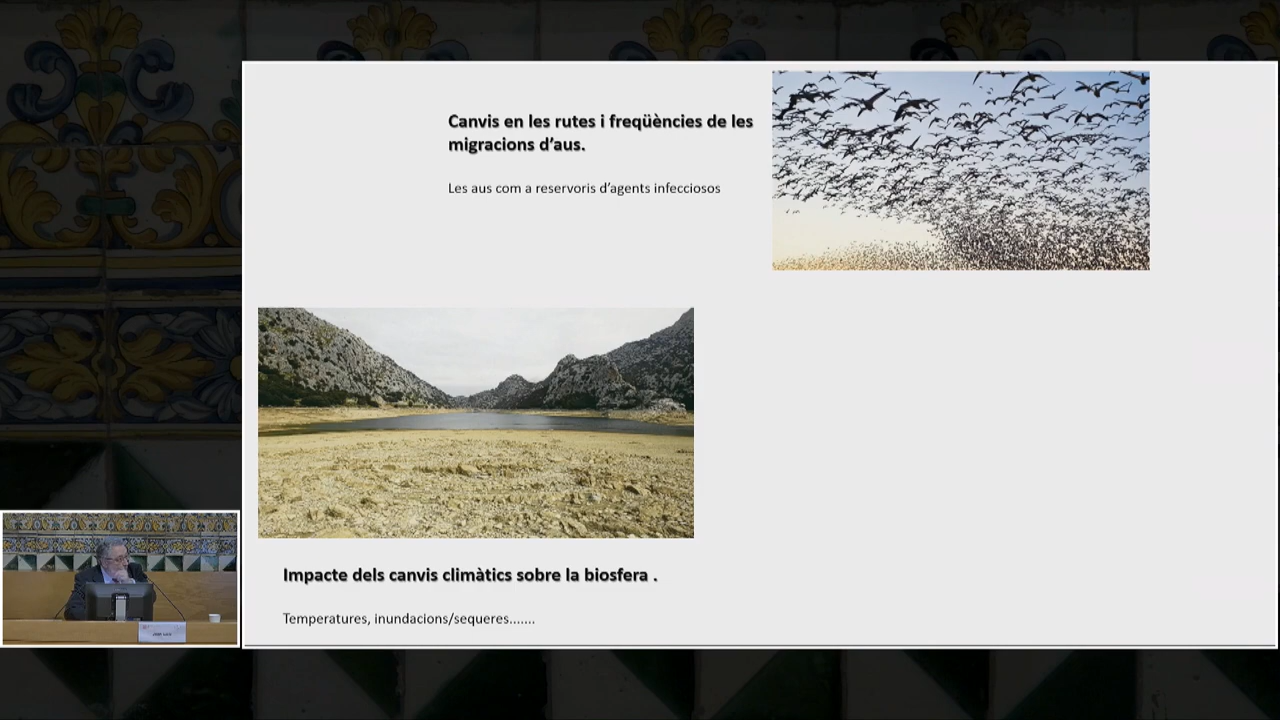 Canvis en les rutes i freqüències de les
migracions d’aus.
Les aus com a reservoris d’agents infecciosos
Impacte dels canvis climàtics sobre la biosfera .
Temperatures, inundacions/sequeres.......